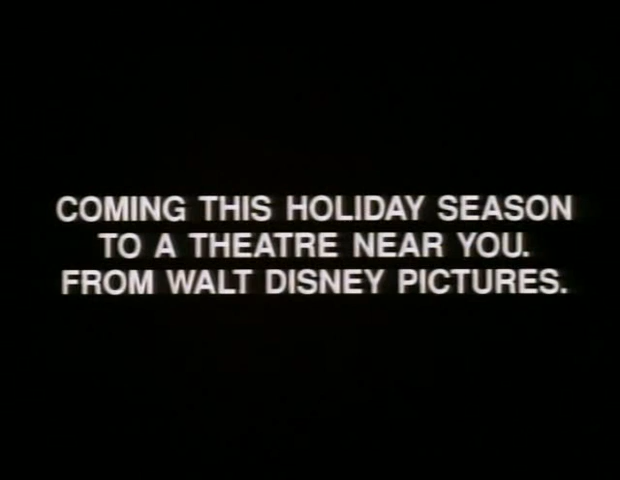 COMING THIS HOLIDAY SEASON
TO A THEATRE NEAR YOU.
FROM WALT DISNEY PICTURES.